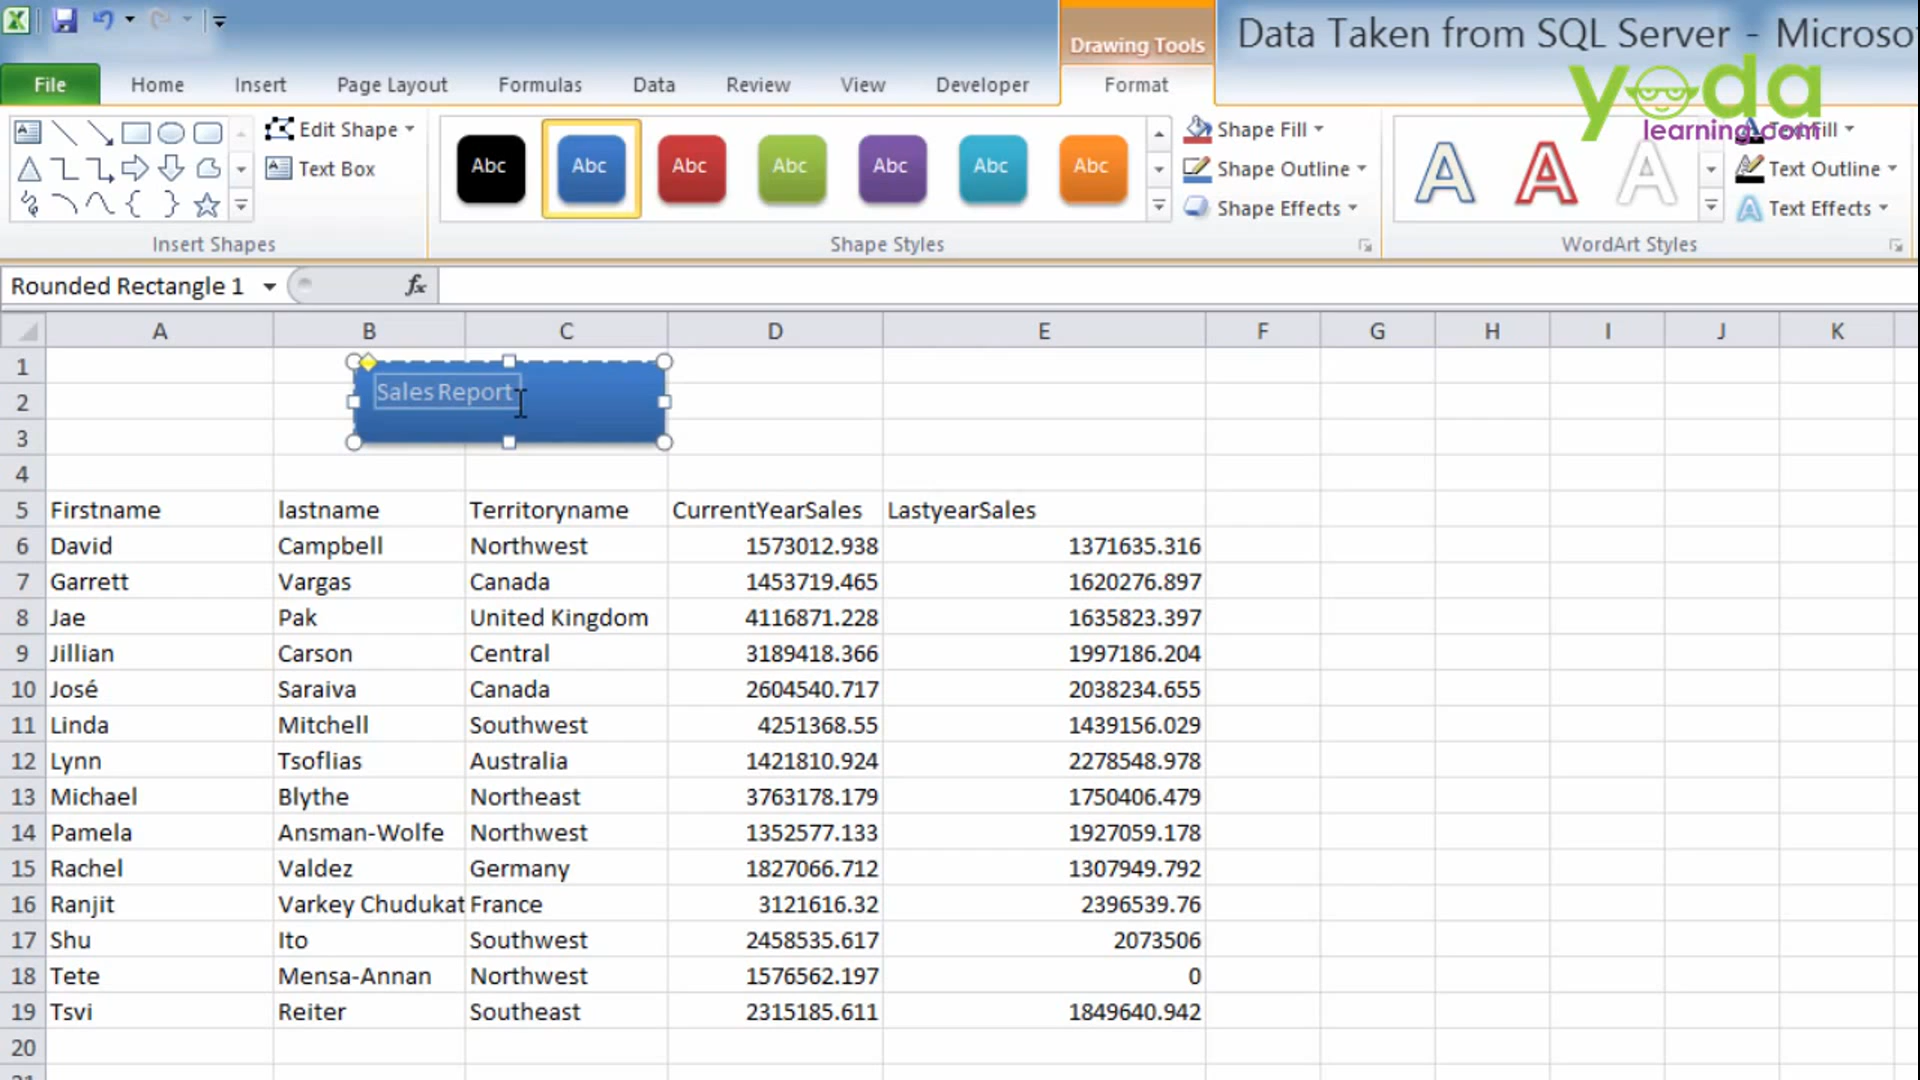 Data Taken from SQL Server - Microso
Drawing Tools
File Home Insert Page Layout Formulas Data Review View Developer Format
yoda
learning.com
Edit Shape
Text Box
Abc Abc Abc Abc Abc Abc Abc
Shape Fill
Shape Outline
Shape Effects
A A A
Text Outline
Text Effects
Insert Shapes Shape Styles WordArt Styles
Rounded Rectangle 1 fx
A B C D E F G H I J K
1
Sales Report
2
3
4
5 Firstname lastname Territoryname CurrentYearSales LastyearSales
6 David Campbell Northwest 1573012.938 1371635.316
7 Garrett Vargas Canada 1453719.465 1620276.897
8 Jae Pak United Kingdom 4116871.228 1635823.397
9 Jillian Carson Central 3189418.366 1997186.204
10 José Saraiva Canada 2604540.717 2038234.655
11 Linda Mitchell Southwest 4251368.55 1439156.029
12 Lynn Tsoflias Australia 1421810.924 2278548.978
13 Michael Blythe Northeast 3763178.179 1750406.479
14 Pamela Ansman-Wolfe Northwest 1352577.133 1927059.178
15 Rachel Valdez Germany 1827066.712 1307949.792
16 Ranjit Varkey Chudukat France 3121616.32 2396539.76
17 Shu Ito Southwest 2458535.617 2073506
18 Tete Mensa-Annan Northwest 1576562.197 0
19 Tsvi Reiter Southeast 2315185.611 1849640.942
20